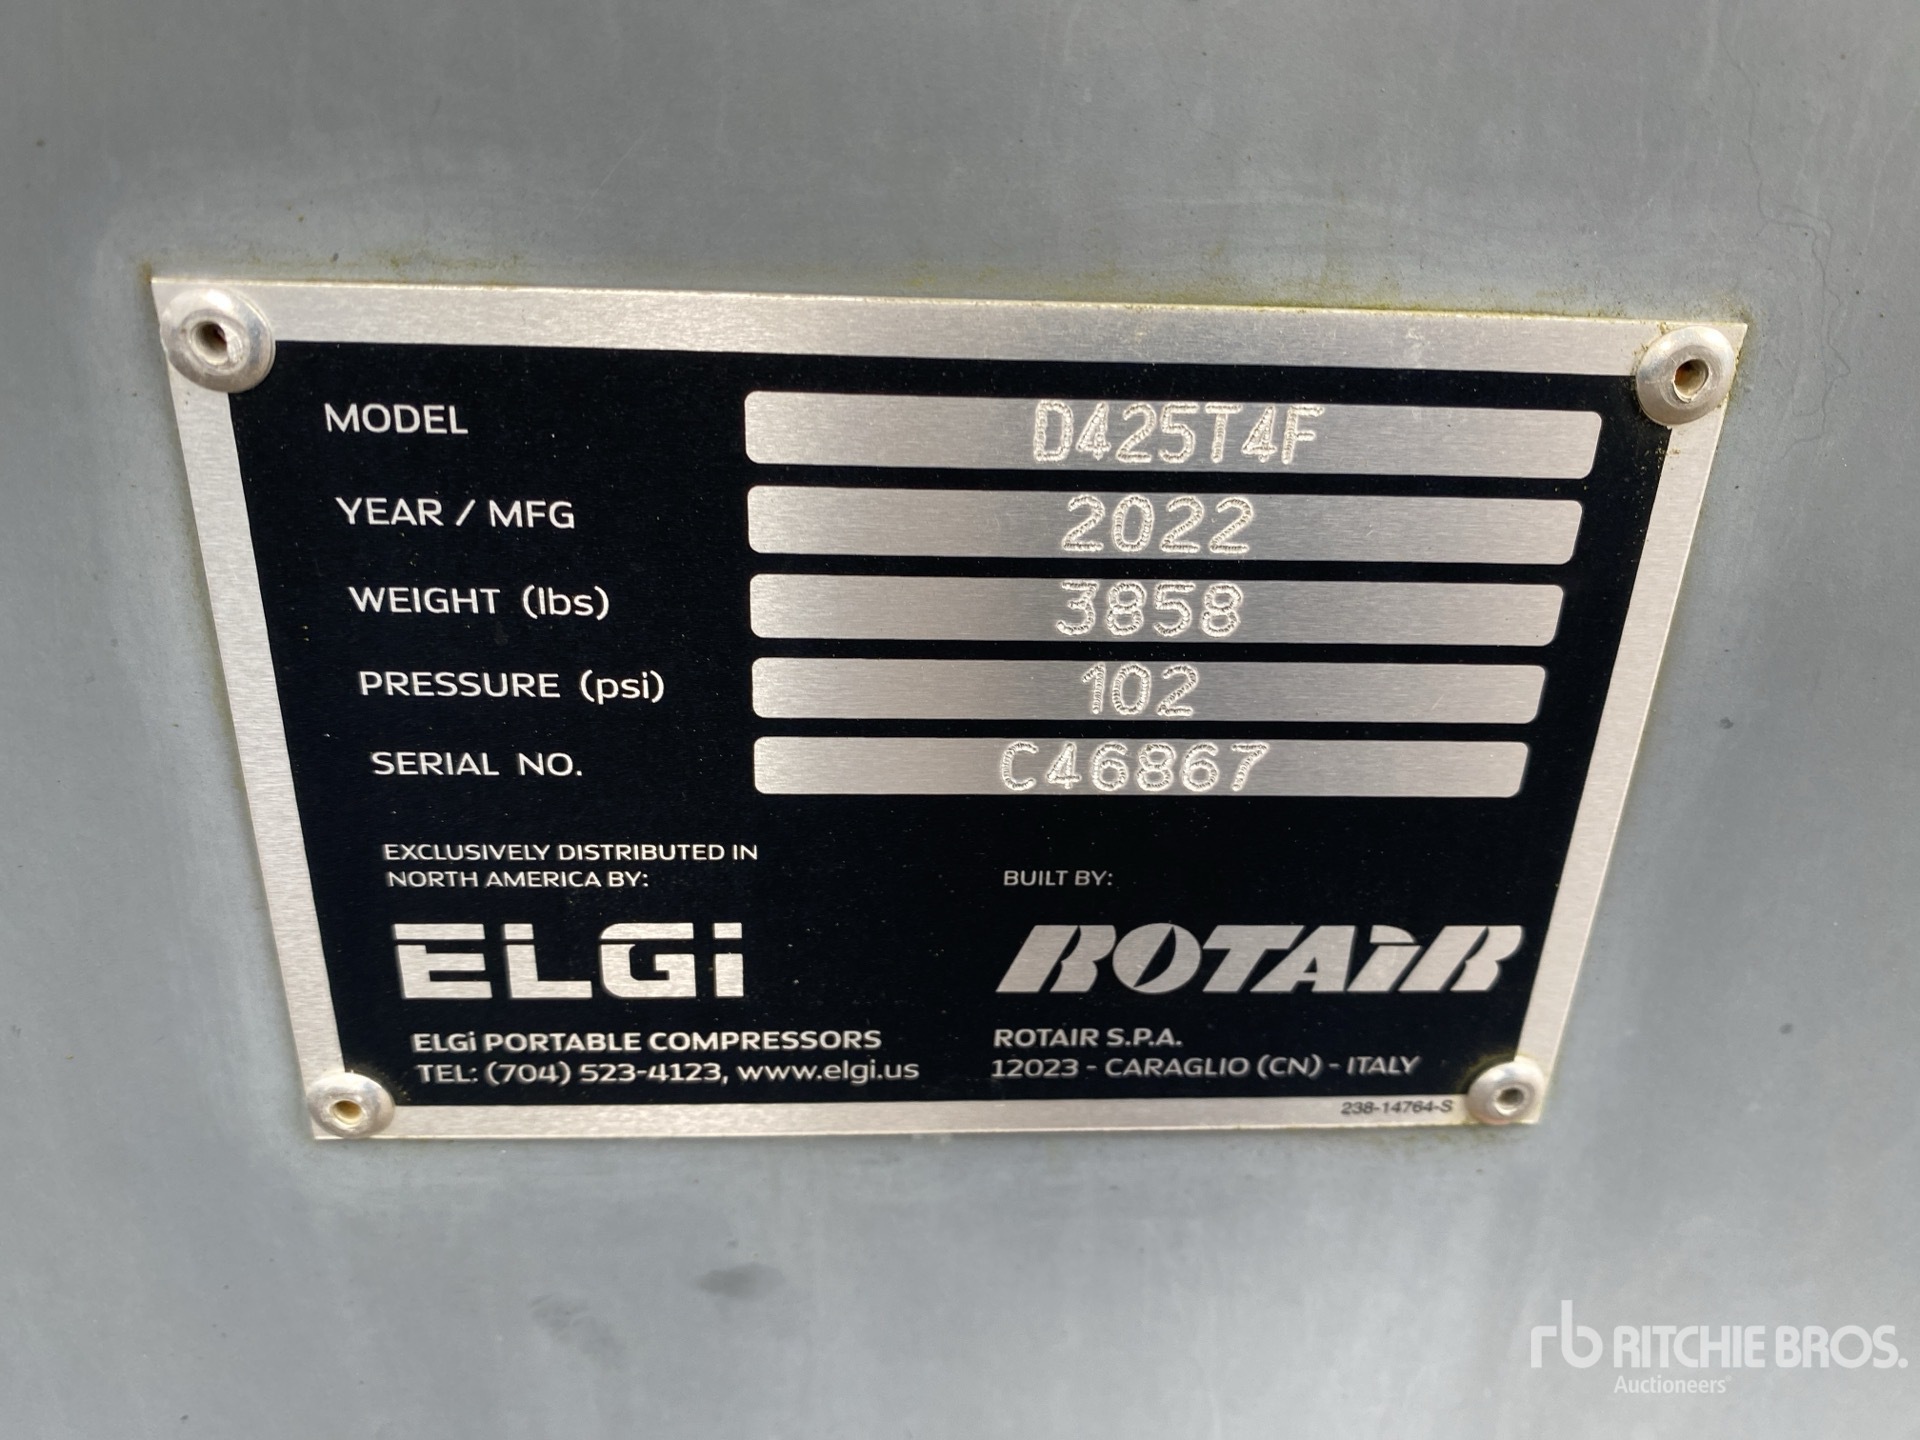 MODEL D425T4F
YEAR / MFG 2022
WEIGHT (lbs) 3858
PRESSURE (psi) 102
SERIAL NO. C46867
EXCLUSIVELY DISTRIBUTED IN
NORTH AMERICA BY:
ELGi
ELGi PORTABLE COMPRESSORS
TEL: (704) 523-4123, www.elgi.us
BUILT BY:
ROTAiR
ROTAIR S.P.A.
12023 - CARAGLIO (CN) - ITALY
238-14764-S
rb RITCHIE BROS.
Auctioneers